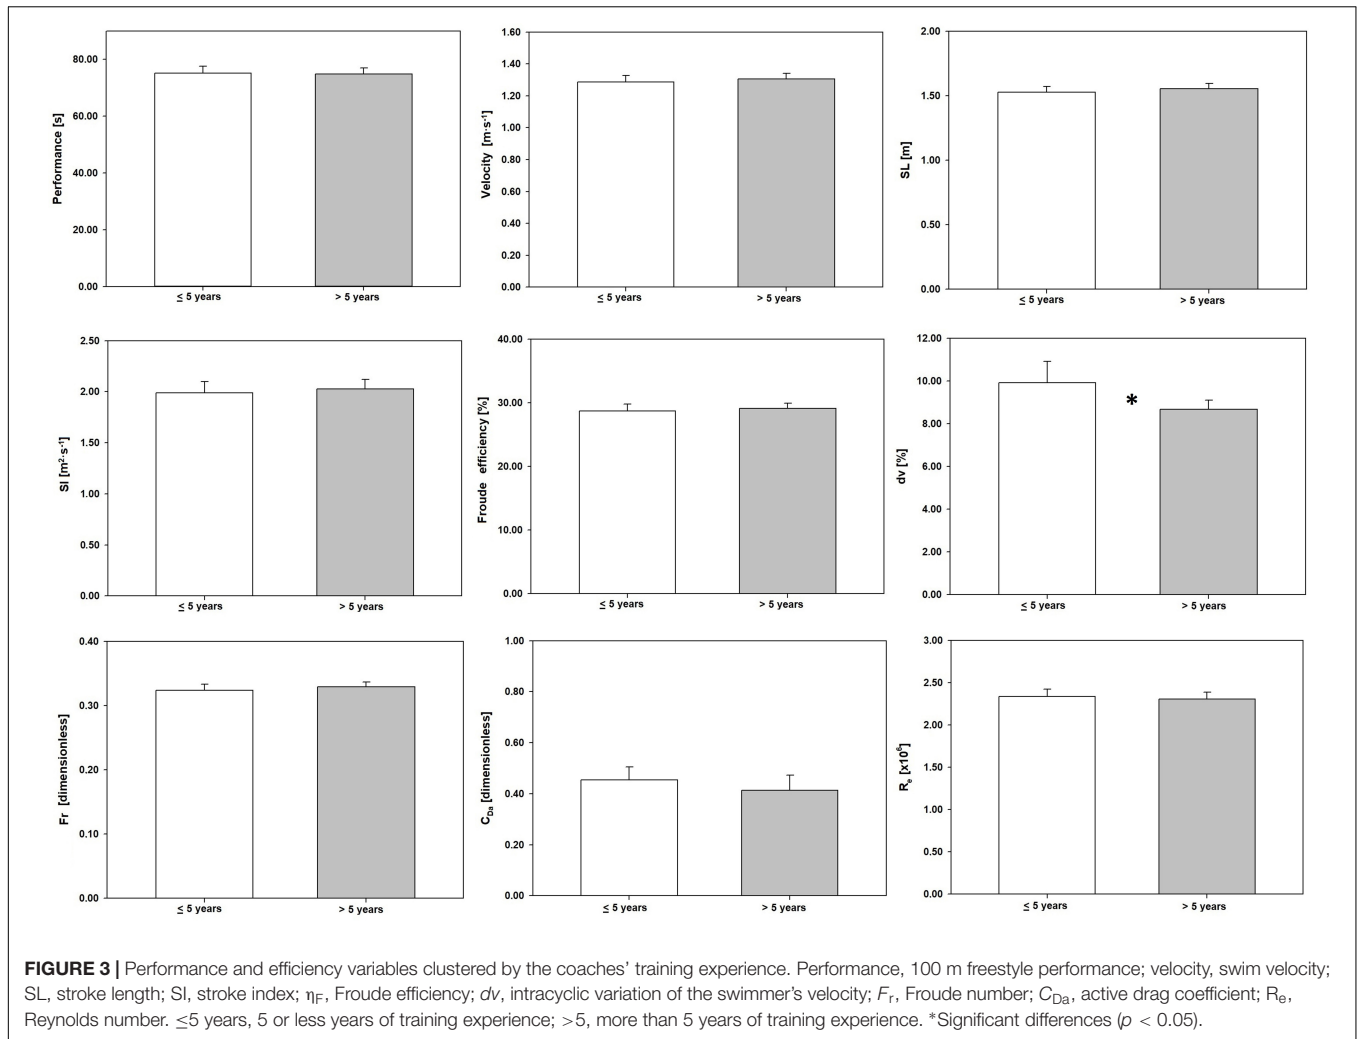 Performance [s]
80.00
60.00
40.00
20.00
0.00
≤ 5 years > 5 years
Velocity [m·s⁻¹]
1.60
1.40
1.20
1.00
0.80
0.60
0.40
0.20
0.00
≤ 5 years > 5 years
SL [m]
2.00
1.50
1.00
0.50
0.00
≤ 5 years > 5 years
SI [m²·s⁻¹]
2.50
2.00
1.50
1.00
0.50
0.00
≤ 5 years > 5 years
Froude efficiency [%]
40.00
30.00
20.00
10.00
0.00
≤ 5 years > 5 years
dv [%]
12.00
10.00
8.00
6.00
4.00
2.00
0.00
*
≤ 5 years > 5 years
Fr [dimensionless]
0.40
0.30
0.20
0.10
0.00
≤ 5 years > 5 years
C_Da [dimensionless]
1.00
0.80
0.60
0.40
0.20
0.00
≤ 5 years > 5 years
R_e [x10⁶]
3.00
2.50
2.00
1.50
1.00
0.50
0.00
≤ 5 years > 5 years
FIGURE 3 | Performance and efficiency variables clustered by the coaches' training experience. Performance, 100 m freestyle performance; velocity, swim velocity;
SL, stroke length; SI, stroke index; η_F, Froude efficiency; dv, intracyclic variation of the swimmer's velocity; F_r, Froude number; C_Da, active drag coefficient; R_e,
Reynolds number. ≤5 years, 5 or less years of training experience; >5, more than 5 years of training experience. *Significant differences (p < 0.05).